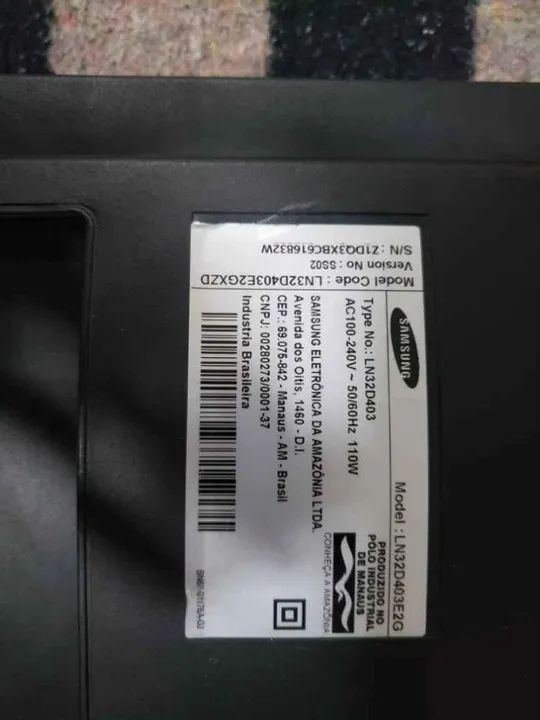 SAMSUNG
Model : LN32D403E2G
Type No.: LN32D403
AC100-240V ~ 50/60Hz 110W
SAMSUNG ELETRÔNICA DA AMAZÔNIA LTDA.
Avenida dos Oitis, 1460 - D.I.
CEP.: 69.075-842 - Manaus - AM - Brasil
CNPJ: 00280273/0001-37
Industria Brasileira
PRODUZIDO NO
PÓLO INDUSTRIAL
DE MANAUS
CONHEÇA A AMAZÔNIA
Model Code : LN32D403E2GXZD
Version No : SS02
S/N : Z1DQ3XBC616832W